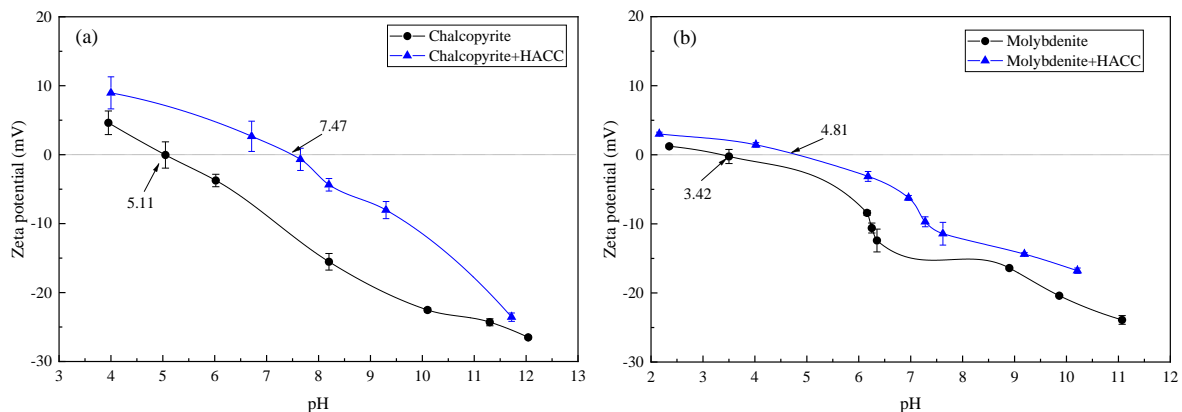 (a)
Chalcopyrite
Chalcopyrite+HACC
7.47
5.11
Zeta potential (mV)
20
10
0
-10
-20
-30
3 4 5 6 7 8 9 10 11 12 13
pH
(b)
Molybdenite
Molybdenite+HACC
4.81
3.42
Zeta potential (mV)
20
10
0
-10
-20
-30
2 3 4 5 6 7 8 9 10 11 12
pH